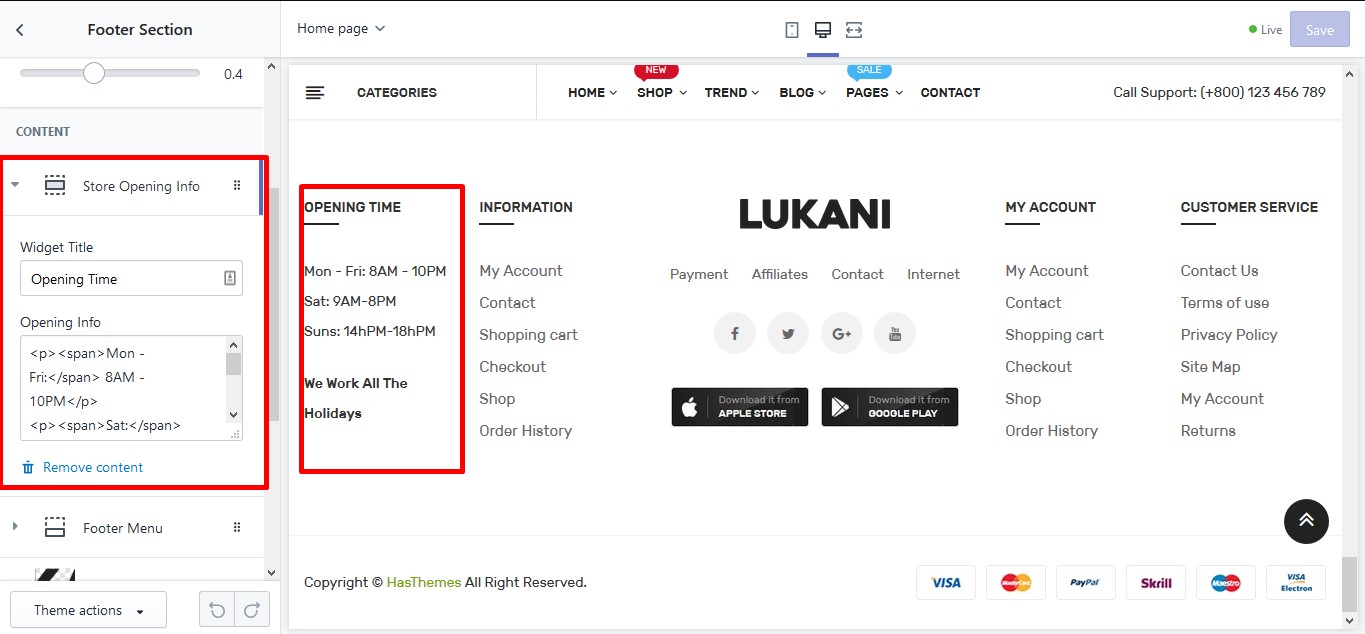 Footer Section
0.4
CONTENT
Store Opening Info
Widget Title
Opening Time
Opening Info
<p><span>Mon -
Fri:</span> 8AM -
10PM</p>
<p><span>Sat:</span>
Remove content
Footer Menu
Theme actions
Home page
Live
Save
CATEGORIES
NEW
SALE
HOME SHOP TREND BLOG PAGES CONTACT
Call Support: (+800) 123 456 789
OPENING TIME
Mon - Fri: 8AM - 10PM
Sat: 9AM-8PM
Suns: 14hPM-18hPM
We Work All The
Holidays
INFORMATION
My Account
Contact
Shopping cart
Checkout
Shop
Order History
LUKANI
Payment Affiliates Contact Internet
f
G+
You Tube
Download it from
APPLE STORE
Download it from
GOOGLE PLAY
MY ACCOUNT
My Account
Contact
Shopping cart
Checkout
Shop
Order History
CUSTOMER SERVICE
Contact Us
Terms of use
Privacy Policy
Site Map
My Account
Returns
Copyright © HasThemes All Right Reserved.
VISA
MasterCard
PayPal
Skrill
Maestro
VISA
Electron